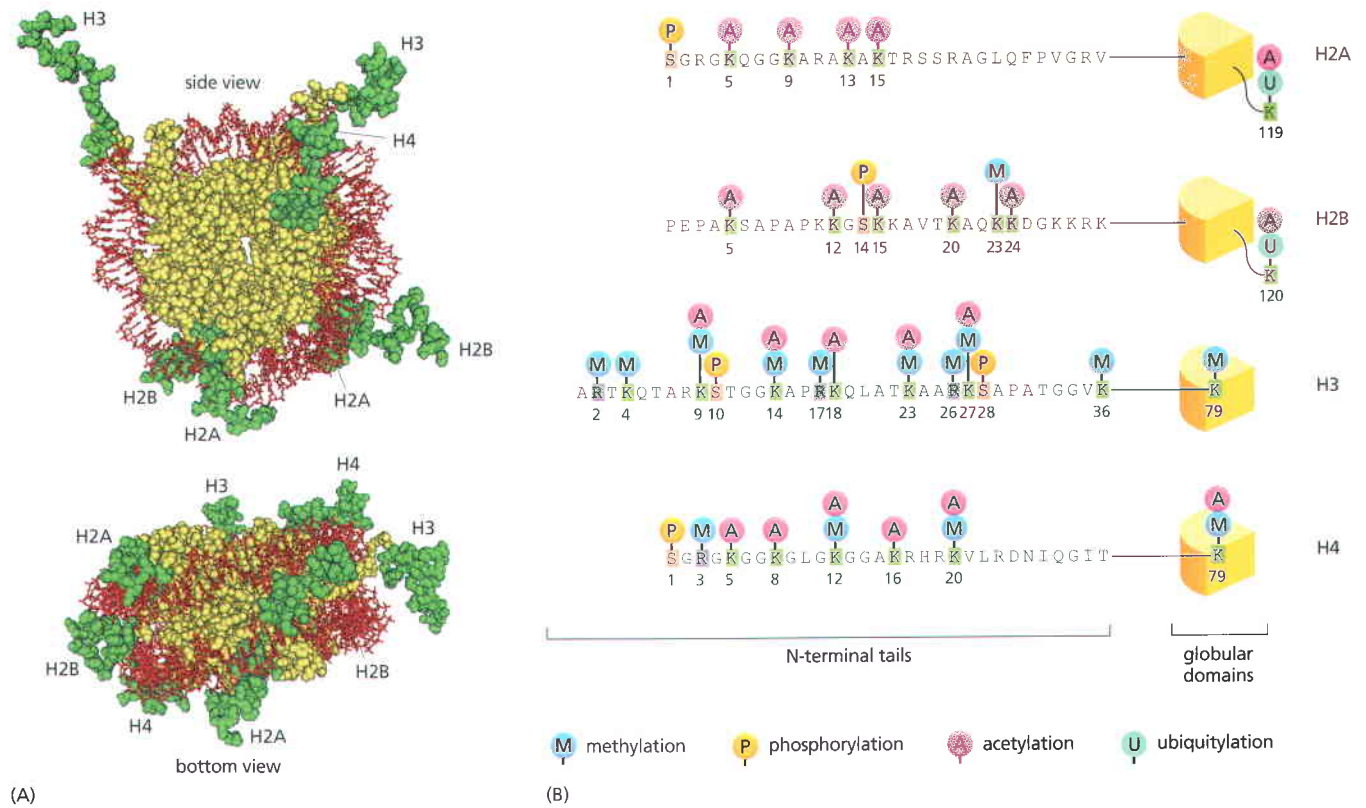 H3
H3
side view
H4
H2B
H2B
H2A
H2A
H4
H3
H2A
H3
H2B
H2B
H4
H2A
bottom view
(A)
P A A A A
SGRGKQGGKARAKAKTRSSRAGLQFPVGRV
1 5 9 13 15
A
U
K
119
H2A
P M
A A A A A
PEPAKSAPAPKKGSKKAVTKAQKKDGKKRK
5 12 14 15 20 23 24
A
U
K
120
H2B
A A A A A
M M M P M M M M M P M
ARTKQTARKSTGGKAPRKQLATKAARKSAPATGGVK
2 4 9 10 14 17 18 23 26 27 28 36
M
K
79
H3
A A
P M A A M A M
SGRGKGGKGLGKGGAKRHRKVLRDNIQGIT
1 3 5 8 12 16 20
A
M
K
79
H4
N-terminal tails
globular
domains
M methylation P phosphorylation A acetylation U ubiquitylation
(B)